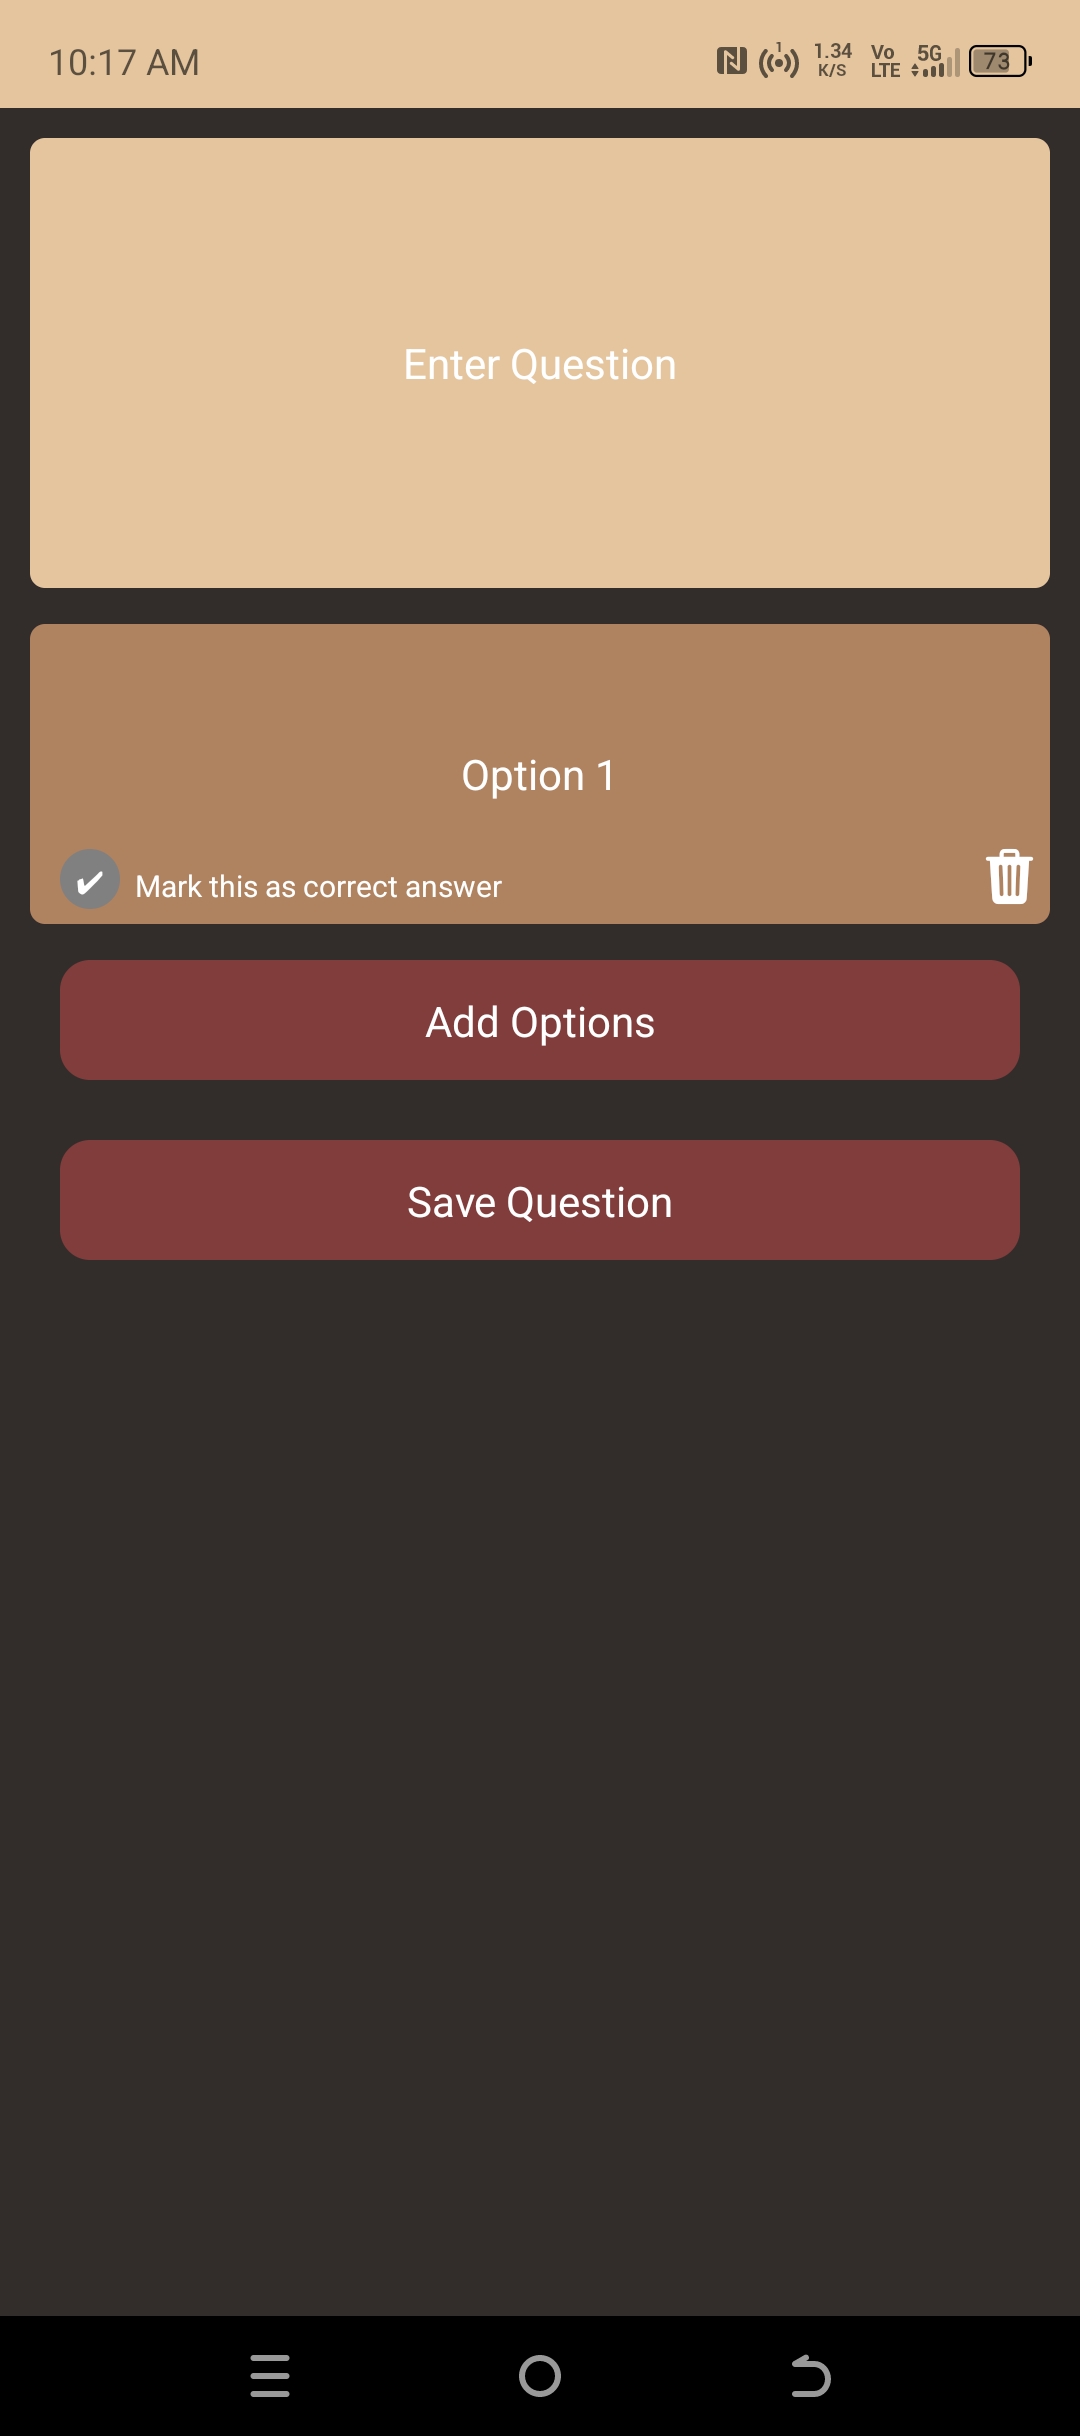 10:17 AM
1
1.34
K/S
Vo
LTE
5G
73
Enter Question
Option 1
Mark this as correct answer
Add Options
Save Question